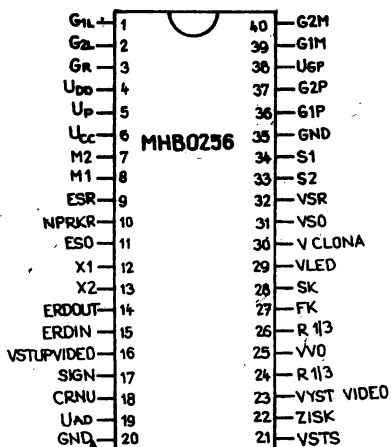 G1L 1 40 G2M
G2L 2 39 G1M
GR 3 38 UGP
UDD 4 37 G2P
UP 5 36 G1P
UCC 6 35 GND
MHB0256
M2 7 34 S1
M1 8 33 S2
ESR 9 32 VSR
NPRKR 10 31 VSO
ESO 11 30 V CLONA
X1 12 29 VLED
X2 13 28 SK
ERDOUT 14 27 FK
ERDIN 15 26 R 1/3
VSTUPVIDEO 16 25 VVO
SIGN 17 24 R 1/3
CRNU 18 23 VYST VIDEO
UAD 19 22 ZISK
GNDA 20 21 VSTS